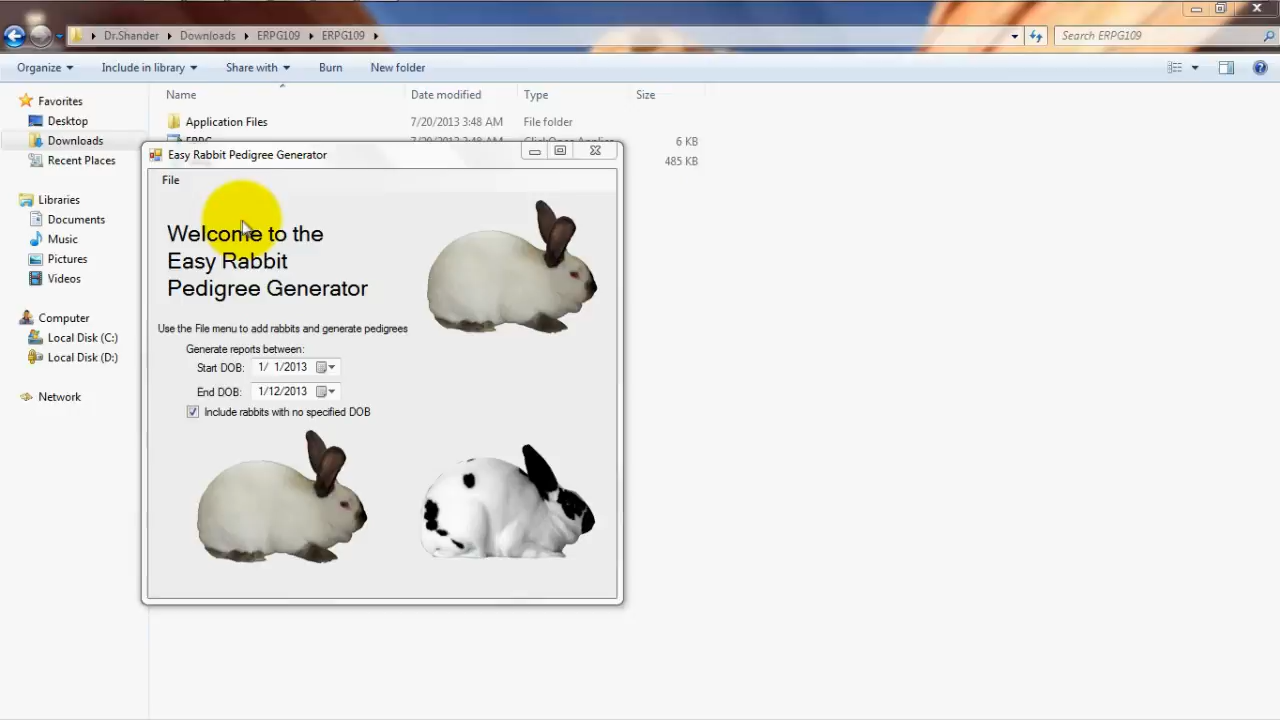 Dr.Shander Downloads ERPG109 ERPG109 Search ERPG109
Organize Include in library Share with Burn New folder
Name Date modified Type Size
Favorites
Desktop
Downloads
Recent Places
Libraries
Documents
Music
Pictures
Videos
Computer
Local Disk (C:)
Local Disk (D:)
Network
Application Files 7/20/2013 3:48 AM File folder
6 KB
485 KB
Easy Rabbit Pedigree Generator
File
Welcome to the
Easy Rabbit
Pedigree Generator
Use the File menu to add rabbits and generate pedigrees
Generate reports between:
Start DOB: 1/ 1/2013
End DOB: 1/12/2013
Include rabbits with no specified DOB